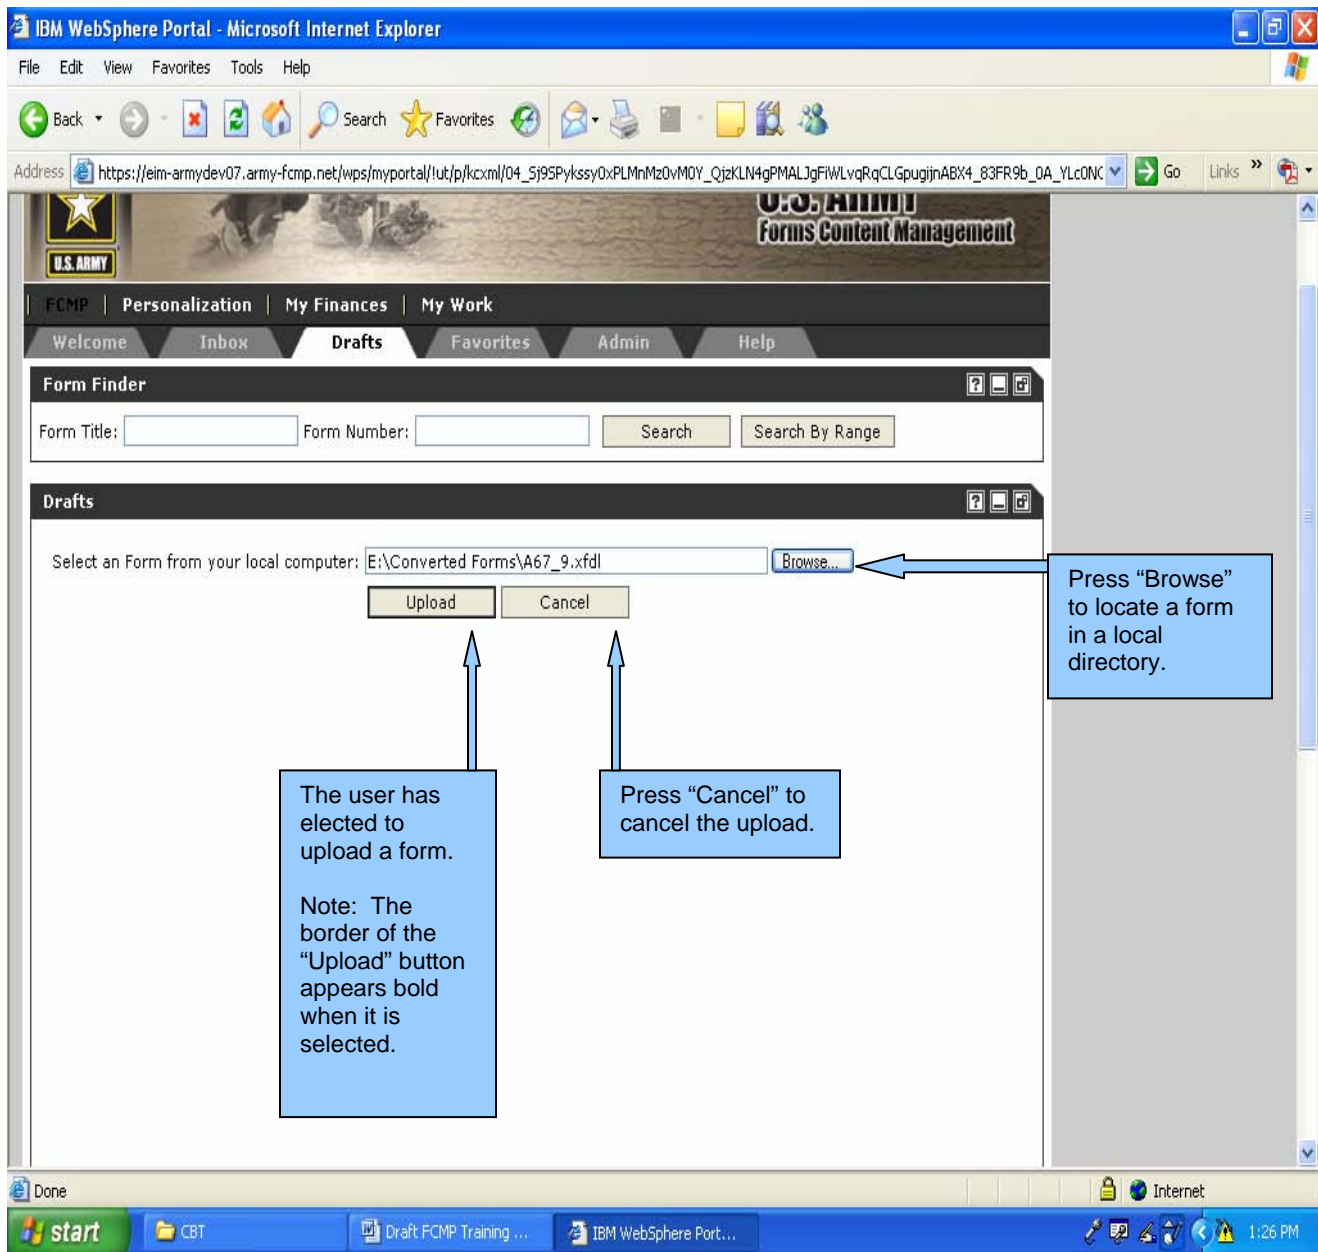 IBM WebSphere Portal - Microsoft Internet Explorer
File Edit View Favorites Tools Help
Back Search Favorites
Address https://eim-armydev07.army-fcmp.net/wps/myportal/!ut/p/kcxml/04_Sj9SPykssy0xPLMnMz0vM0Y_QjzKLN4gPMALJgFiWLvqRqCLGpugijnABX4_83FR9b_0A_YLc0NC Go Links »
U.S. ARMY
U.S. Army
Forms Content Management
FCMP | Personalization | My Finances | My Work
Welcome Inbox Drafts Favorites Admin Help
Form Finder
Form Title: Form Number: Search Search By Range
Drafts
Select an Form from your local computer: E:\Converted Forms\A67_9.xfdl Browse...
Upload Cancel
Press “Browse”
to locate a form
in a local
directory.
The user has
elected to
upload a form.
Note: The
border of the
“Upload” button
appears bold
when it is
selected.
Press “Cancel” to
cancel the upload.
Done Internet
start CBT Draft FCMP Training ... IBM WebSphere Port... 1:26 PM